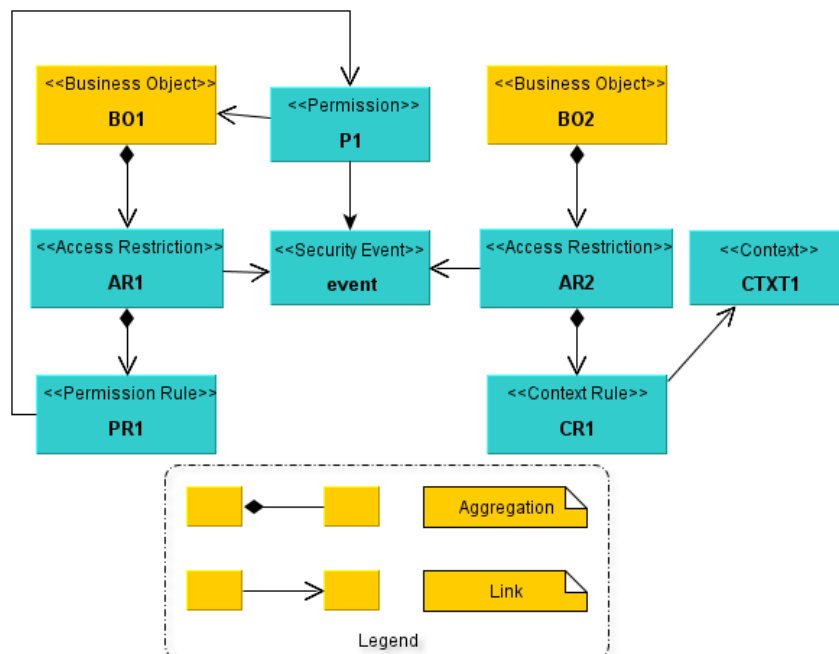 <<Business Object>>
BO1
<<Permission>>
P1
<<Business Object>>
BO2
<<Access Restriction>>
AR1
<<Security Event>>
event
<<Access Restriction>>
AR2
<<Context>>
CTXT1
<<Permission Rule>>
PR1
<<Context Rule>>
CR1
Aggregation
Link
Legend